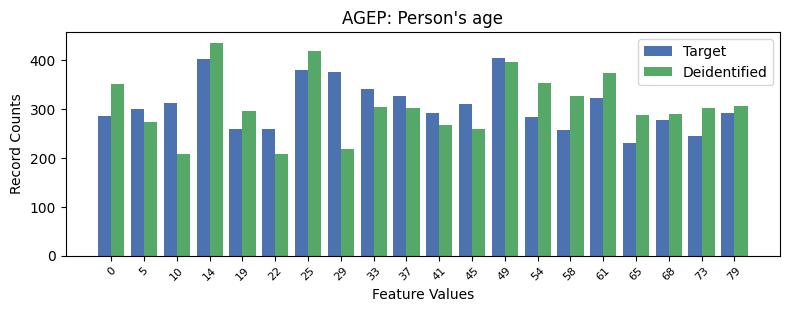 AGEP: Person's age
Target
Deidentified
Record Counts
400
300
200
100
0
0 5 10 14 19 22 25 29 33 37 41 45 49 54 58 61 65 68 73 79
Feature Values